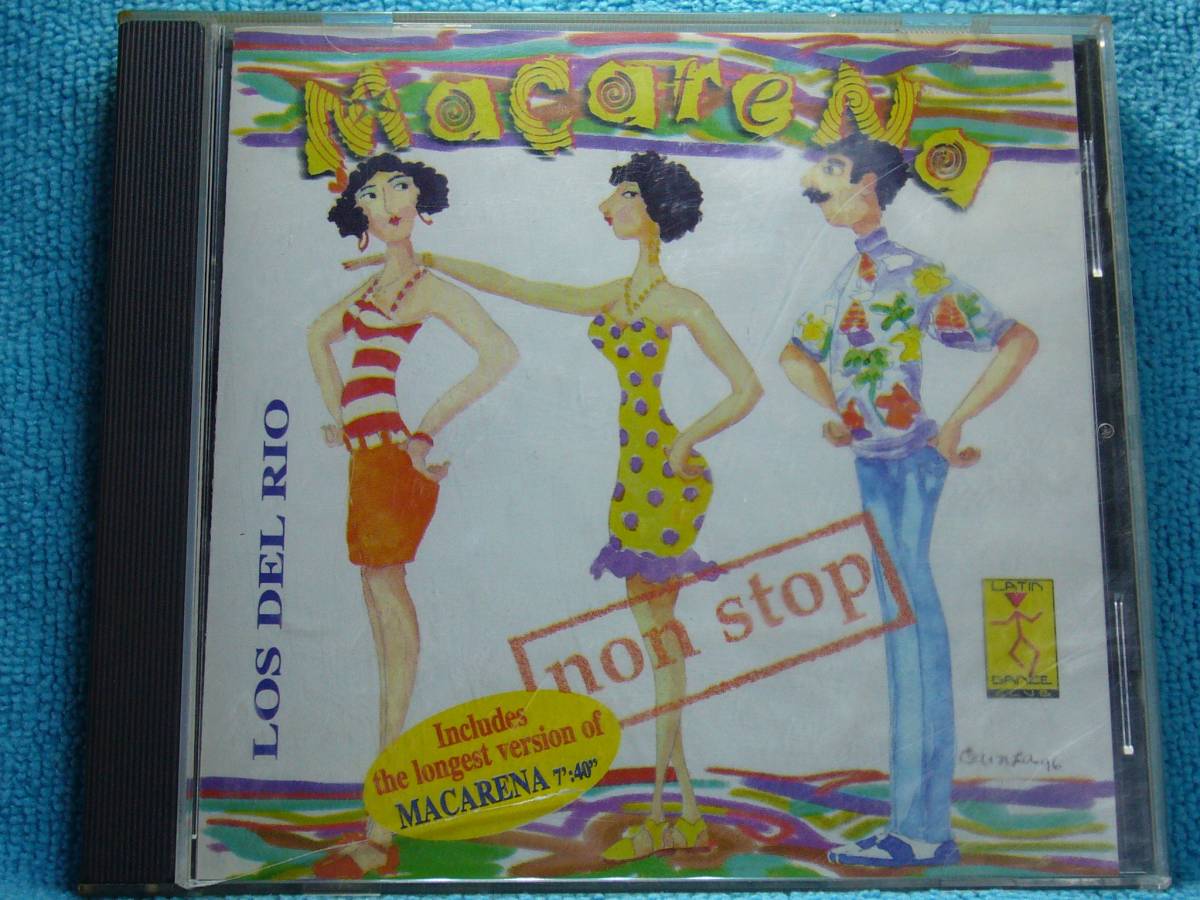 Macarena
LOS DEL RIO
non stop
Includes
the longest version of
MACARENA 7':40"
LATIN
DANCE
CLUB